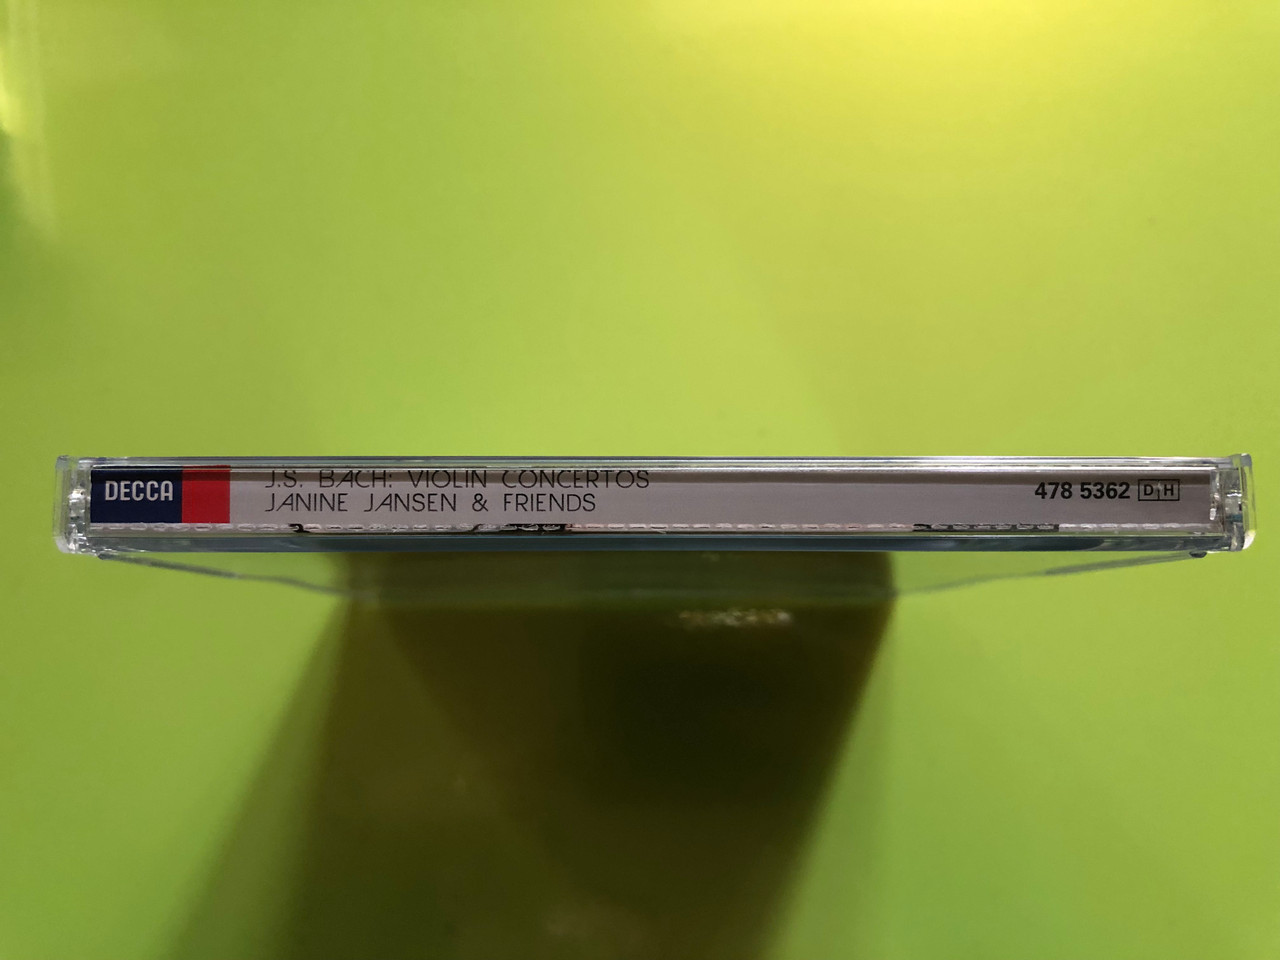 DECCA
J.S. BACH: VIOLIN CONCERTOS
JANINE JANSEN & FRIENDS
478 5362 DH